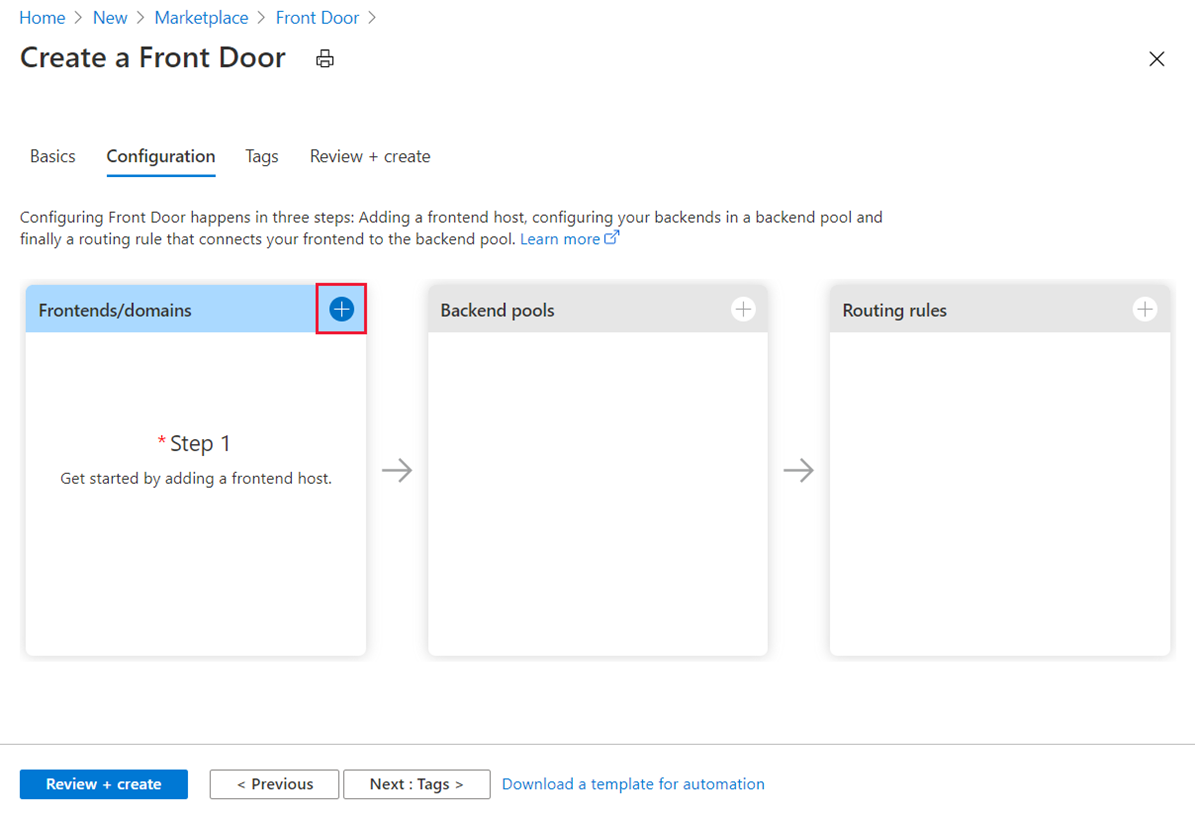 Home > New > Marketplace > Front Door >
Create a Front Door
Basics Configuration Tags Review + create
Configuring Front Door happens in three steps: Adding a frontend host, configuring your backends in a backend pool and
finally a routing rule that connects your frontend to the backend pool. Learn more
Frontends/domains
* Step 1
Get started by adding a frontend host.
Backend pools
Routing rules
Review + create < Previous Next : Tags > Download a template for automation